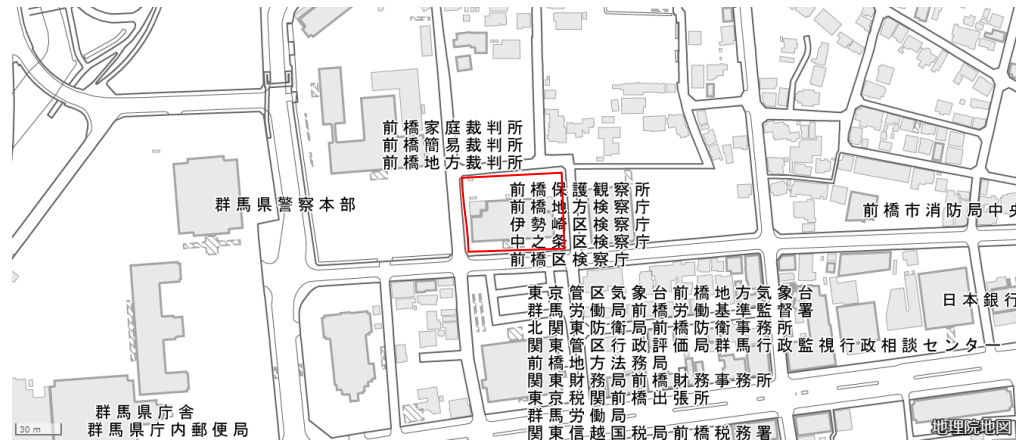 前橋家庭裁判所
前橋簡易裁判所
前橋地方裁判所
群馬県警察本部
前橋保護観察所
前橋地方検察庁
伊勢崎区検察庁
中之条区検察庁
前橋区検察庁
前橋市消防局中央
東京管区気象台前橋地方気象台
群馬労働局前橋労働基準監督署
北関東防衛局前橋防衛事務所
関東管区行政評価局群馬行政監視行政相談センター
前橋地方法務局
関東財務局前橋財務事務所
東京税関前橋出張所
群馬労働局
関東信越国税局前橋税務署
日本銀行
群馬県庁舎
群馬県庁内郵便局
30 m
地理院地図